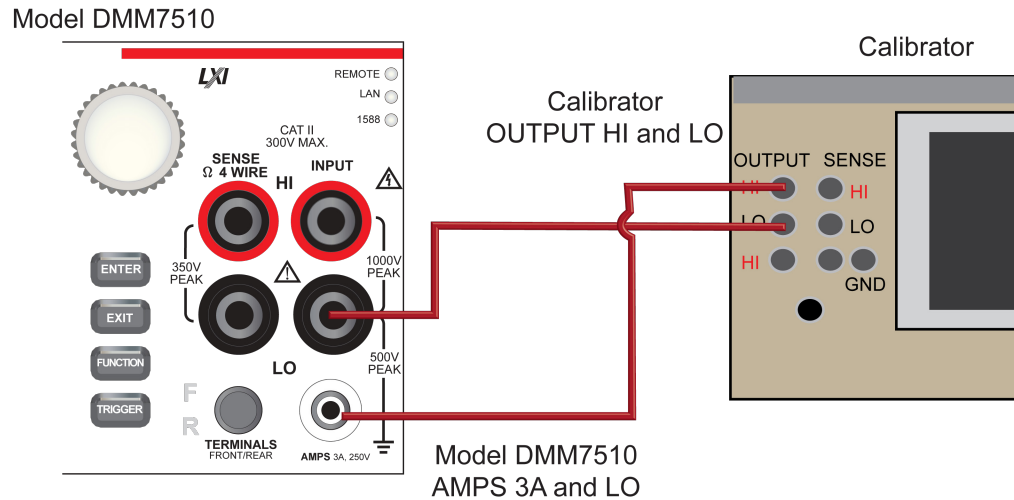 Model DMM7510
LXI
REMOTE
LAN
1588
CAT II
300V MAX.
SENSE
Ω 4 WIRE
HI
INPUT
350V
PEAK
1000V
PEAK
ENTER
EXIT
FUNCTION
TRIGGER
LO
500V
PEAK
F
R
TERMINALS
FRONT/REAR
AMPS 3A, 250V
Calibrator
OUTPUT HI and LO
Model DMM7510
AMPS 3A and LO
Calibrator
OUTPUT SENSE
HI HI
LO LO
HI
GND